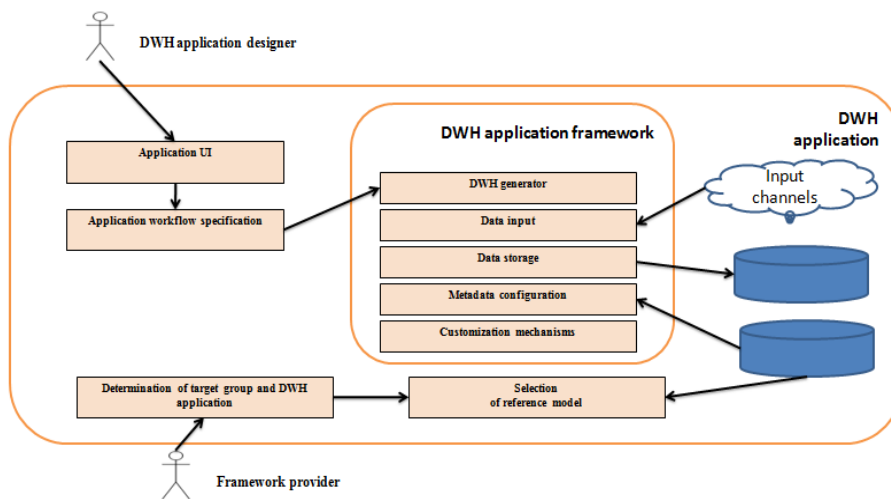 DWH application designer
DWH application framework
DWH
application
Application UI
Input
channels
DWH generator
Application workflow specification
Data input
Data storage
Metadata configuration
Customization mechanisms
Determination of target group and DWH
application
Selection
of reference model
Framework provider